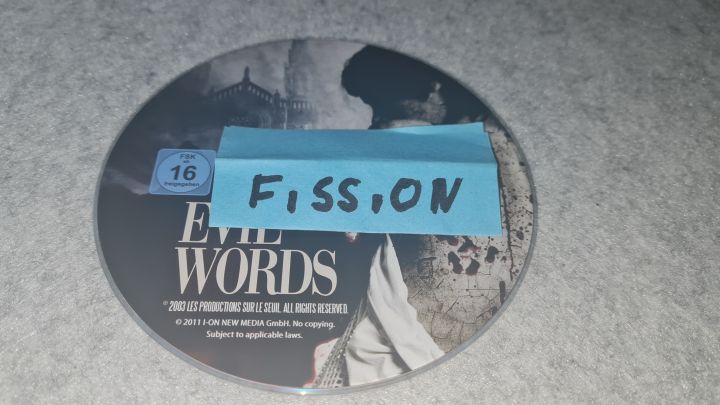 FISSION
FSK
ab
16
freigegeben
EVIL
WORDS
℗ 2003 LES PRODUCTIONS SUR LE SEUIL. ALL RIGHTS RESERVED.
© 2011 I-ON NEW MEDIA GmbH. No copying.
Subject to applicable laws.